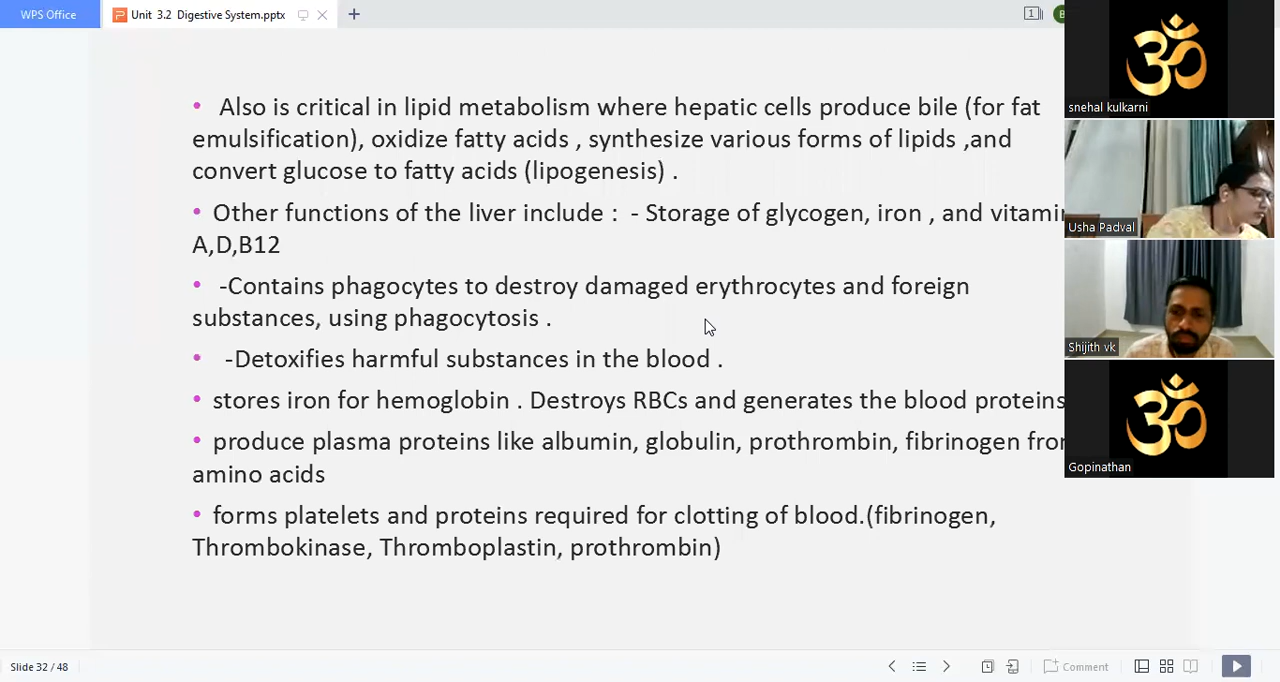 WPS Office
Unit 3.2 Digestive System.pptx
1
• Also is critical in lipid metabolism where hepatic cells produce bile (for fat
emulsification), oxidize fatty acids , synthesize various forms of lipids ,and
convert glucose to fatty acids (lipogenesis) .
• Other functions of the liver include : - Storage of glycogen, iron , and vitamin
A,D,B12
• -Contains phagocytes to destroy damaged erythrocytes and foreign
substances, using phagocytosis .
• -Detoxifies harmful substances in the blood .
• stores iron for hemoglobin . Destroys RBCs and generates the blood proteins
• produce plasma proteins like albumin, globulin, prothrombin, fibrinogen from
amino acids
• forms platelets and proteins required for clotting of blood.(fibrinogen,
Thrombokinase, Thromboplastin, prothrombin)
ॐ
snehal kulkarni
Usha Padval
Shijith vk
ॐ
Gopinathan
Slide 32 / 48
Comment